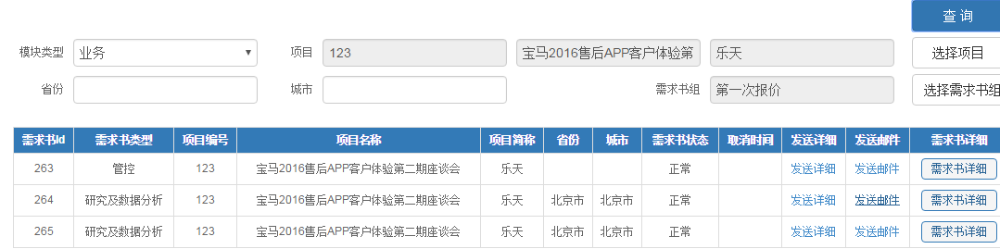 查 询
模块类型 业务 项目 123 宝马2016售后APP客户体验第 乐天 选择项目
省份 城市 需求书组 第一次报价 选择需求书组
需求书Id 需求书类型 项目编号 项目名称 项目简称 省份 城市 需求书状态 取消时间 发送详细 发送邮件 需求书详细
263 管控 123 宝马2016售后APP客户体验第二期座谈会 乐天 正常 发送详细 发送邮件 需求书详细
264 研究及数据分析 123 宝马2016售后APP客户体验第二期座谈会 乐天 北京市 北京市 正常 发送详细 发送邮件 需求书详细
265 研究及数据分析 123 宝马2016售后APP客户体验第二期座谈会 乐天 北京市 北京市 正常 发送详细 发送邮件 需求书详细